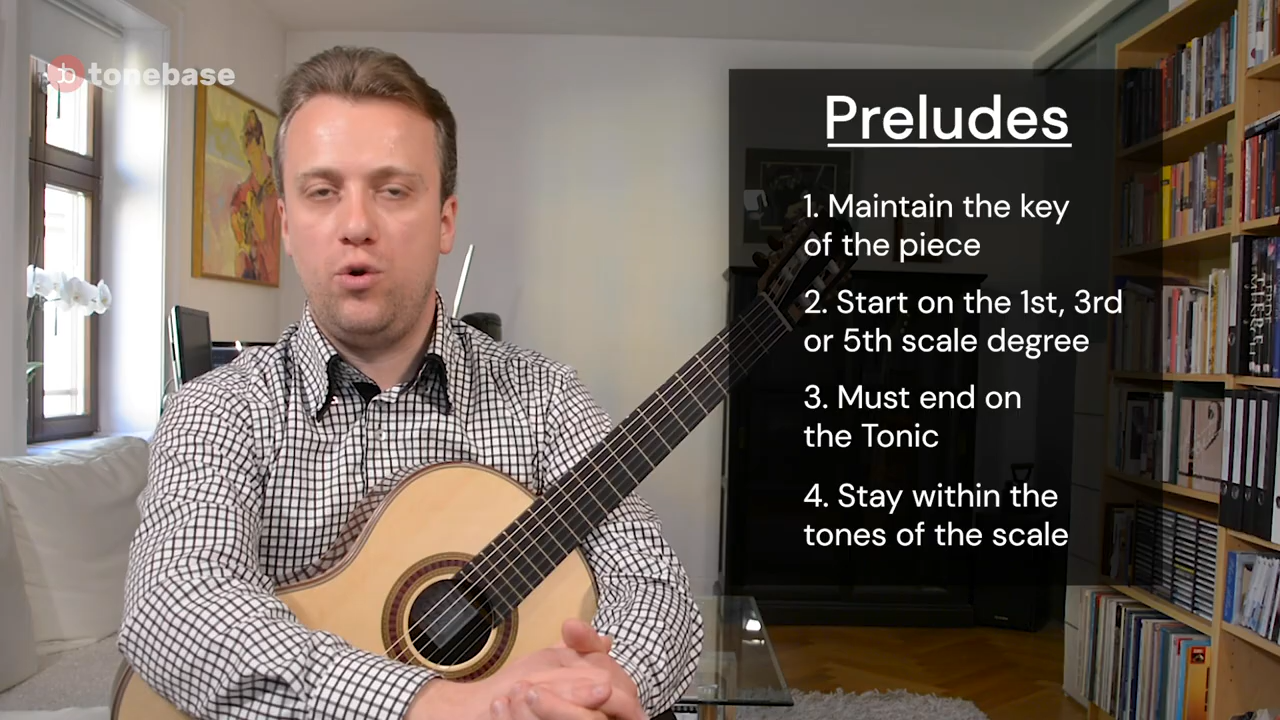 tonebase
Preludes
1. Maintain the key
of the piece
2. Start on the 1st, 3rd
or 5th scale degree
3. Must end on
the Tonic
4. Stay within the
tones of the scale